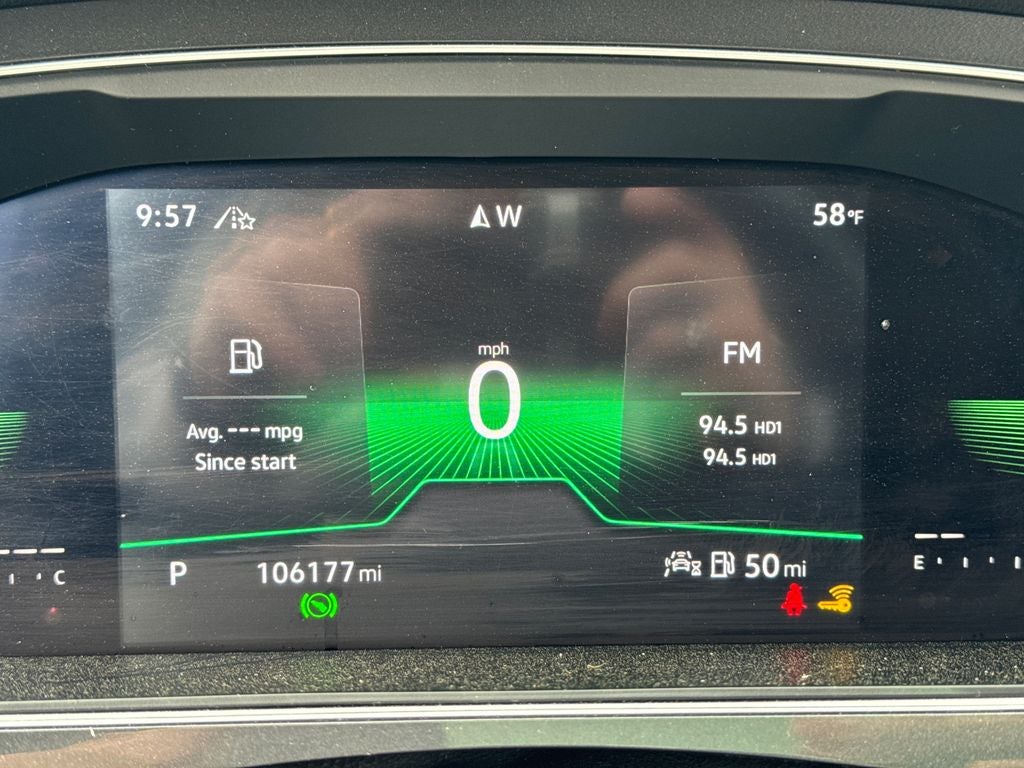 9:57
W
58°F
mph
0
FM
Avg. --- mpg
Since start
94.5 HD1
94.5 HD1
C
E
P
106177 mi
50 mi